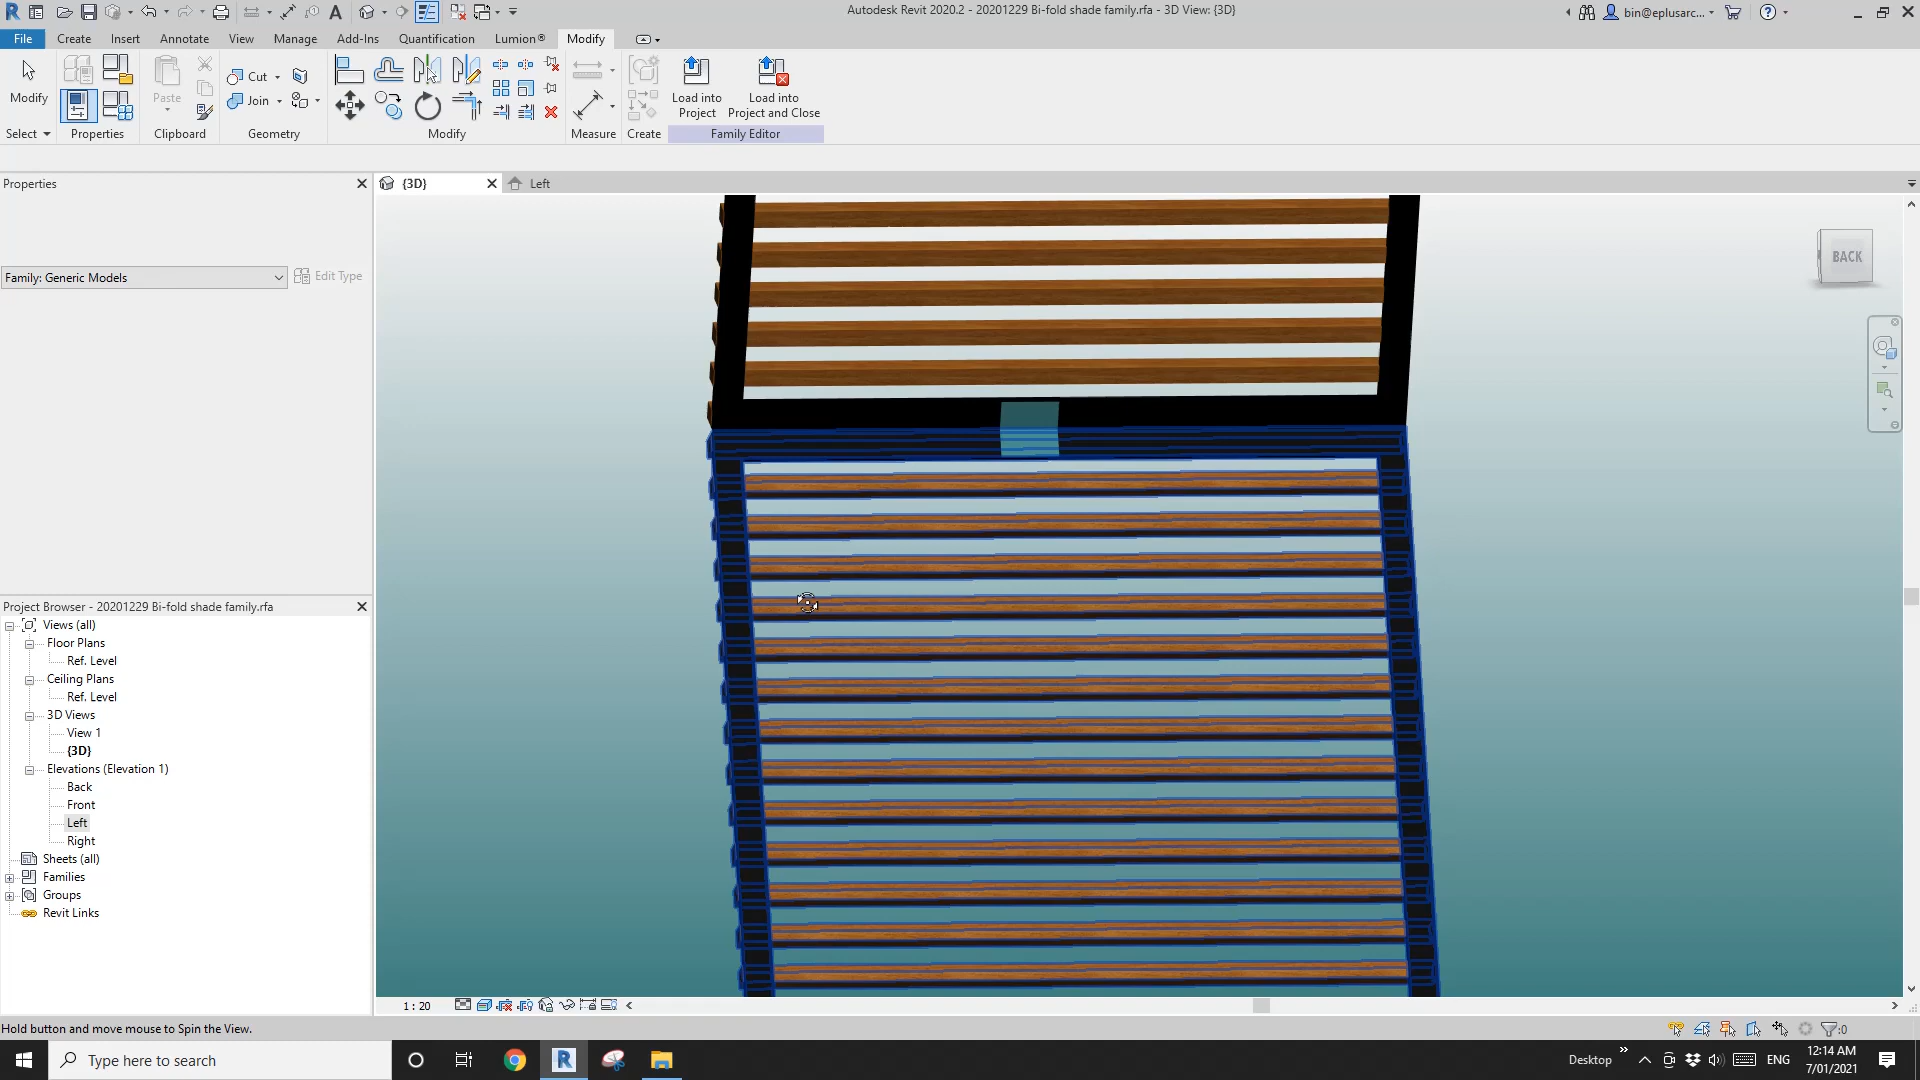 Autodesk Revit 2020.2 - 20201229 Bi-fold shade family.rfa - 3D View: {3D}
bin@eplusarc...
File
Create
Insert
Annotate
View
Manage
Add-Ins
Quantification
Lumion®
Modify
Modify
Paste
Cut
Join
Load into
Project
Load into
Project and Close
Select
Properties
Clipboard
Geometry
Modify
Measure
Create
Family Editor
Properties
{3D}
Left
Family: Generic Models
Edit Type
BACK
Project Browser - 20201229 Bi-fold shade family.rfa
Views (all)
Floor Plans
Ref. Level
Ceiling Plans
Ref. Level
3D Views
View 1
{3D}
Elevations (Elevation 1)
Back
Front
Left
Right
Sheets (all)
Families
Groups
Revit Links
1 : 20
Hold button and move mouse to Spin the View.
:0
Type here to search
Desktop
ENG
12:14 AM
7/01/2021